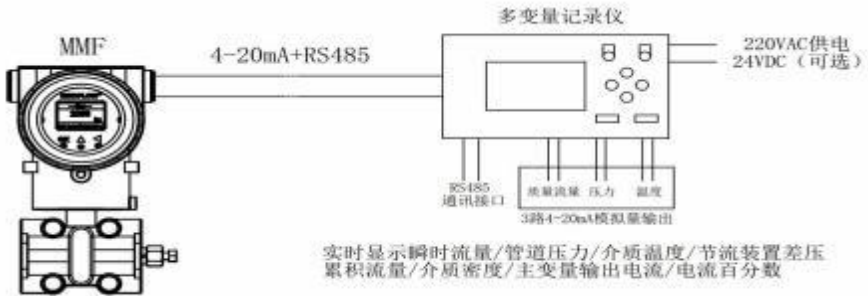 多变量记录仪
MMF
4-20mA+RS485
220VAC供电
24VDC（可选）
RS485
通讯接口
质量流量 压力 温度
3路4-20mA模拟量输出
实时显示瞬时流量/管道压力/介质温度/节流装置差压
累积流量/介质密度/主变量输出电流/电流百分数